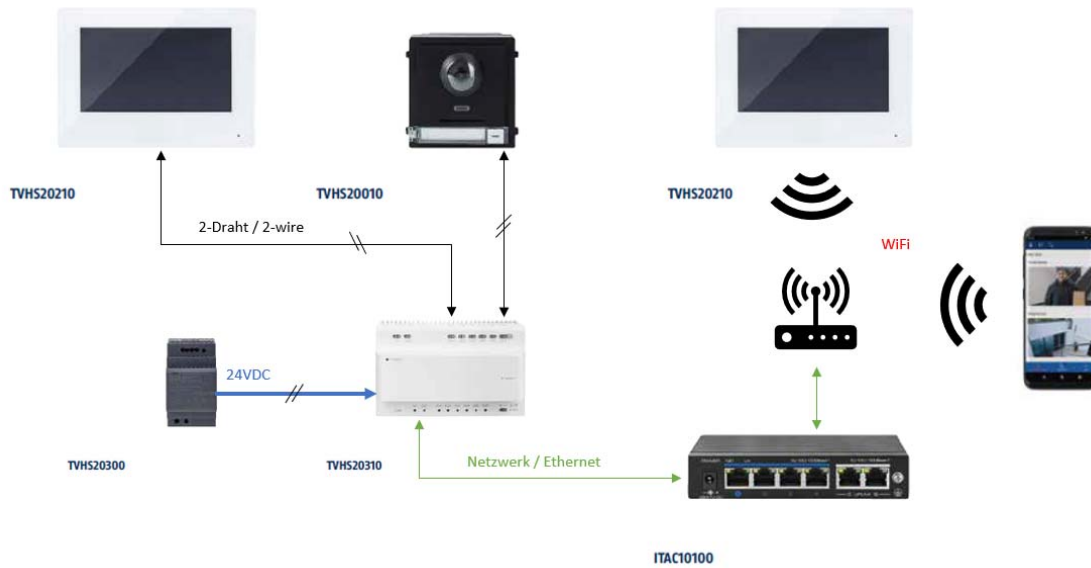 TVHS20210
TVHS20010
TVHS20210
2-Draht / 2-wire
WiFi
24VDC
TVHS20300
TVHS20310
Netzwerk / Ethernet
ITAC10100